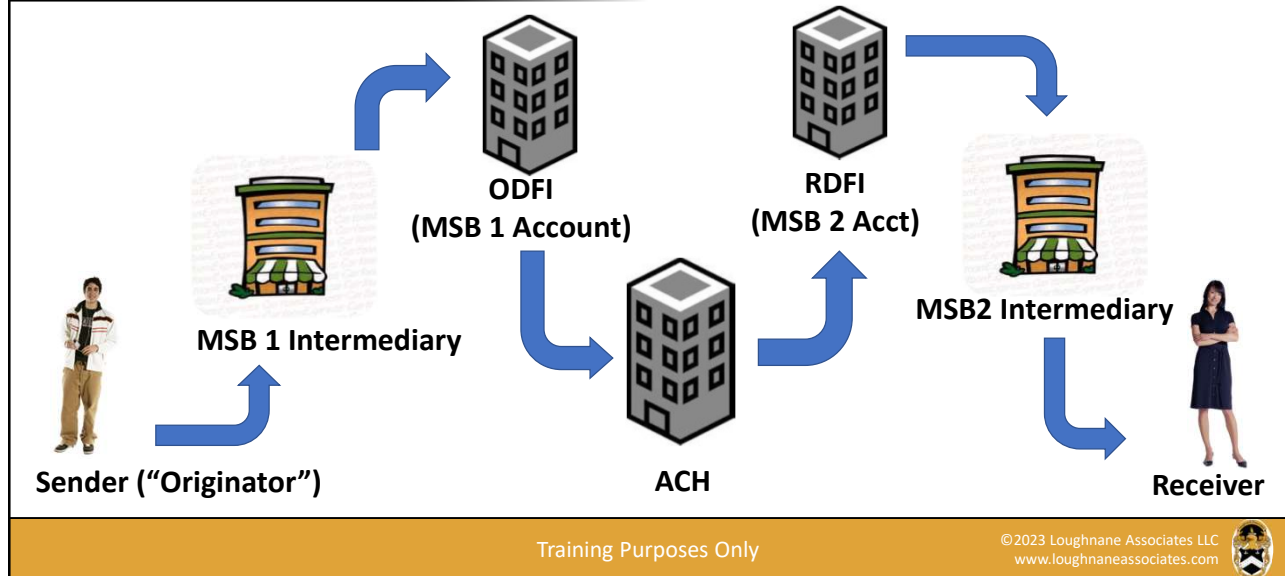 ODFI
(MSB 1 Account)
RDFI
(MSB 2 Acct)
MSB 1 Intermediary
MSB2 Intermediary
Sender (“Originator”)
ACH
Receiver
Training Purposes Only
©2023 Loughnane Associates LLC
www.loughnaneassociates.com